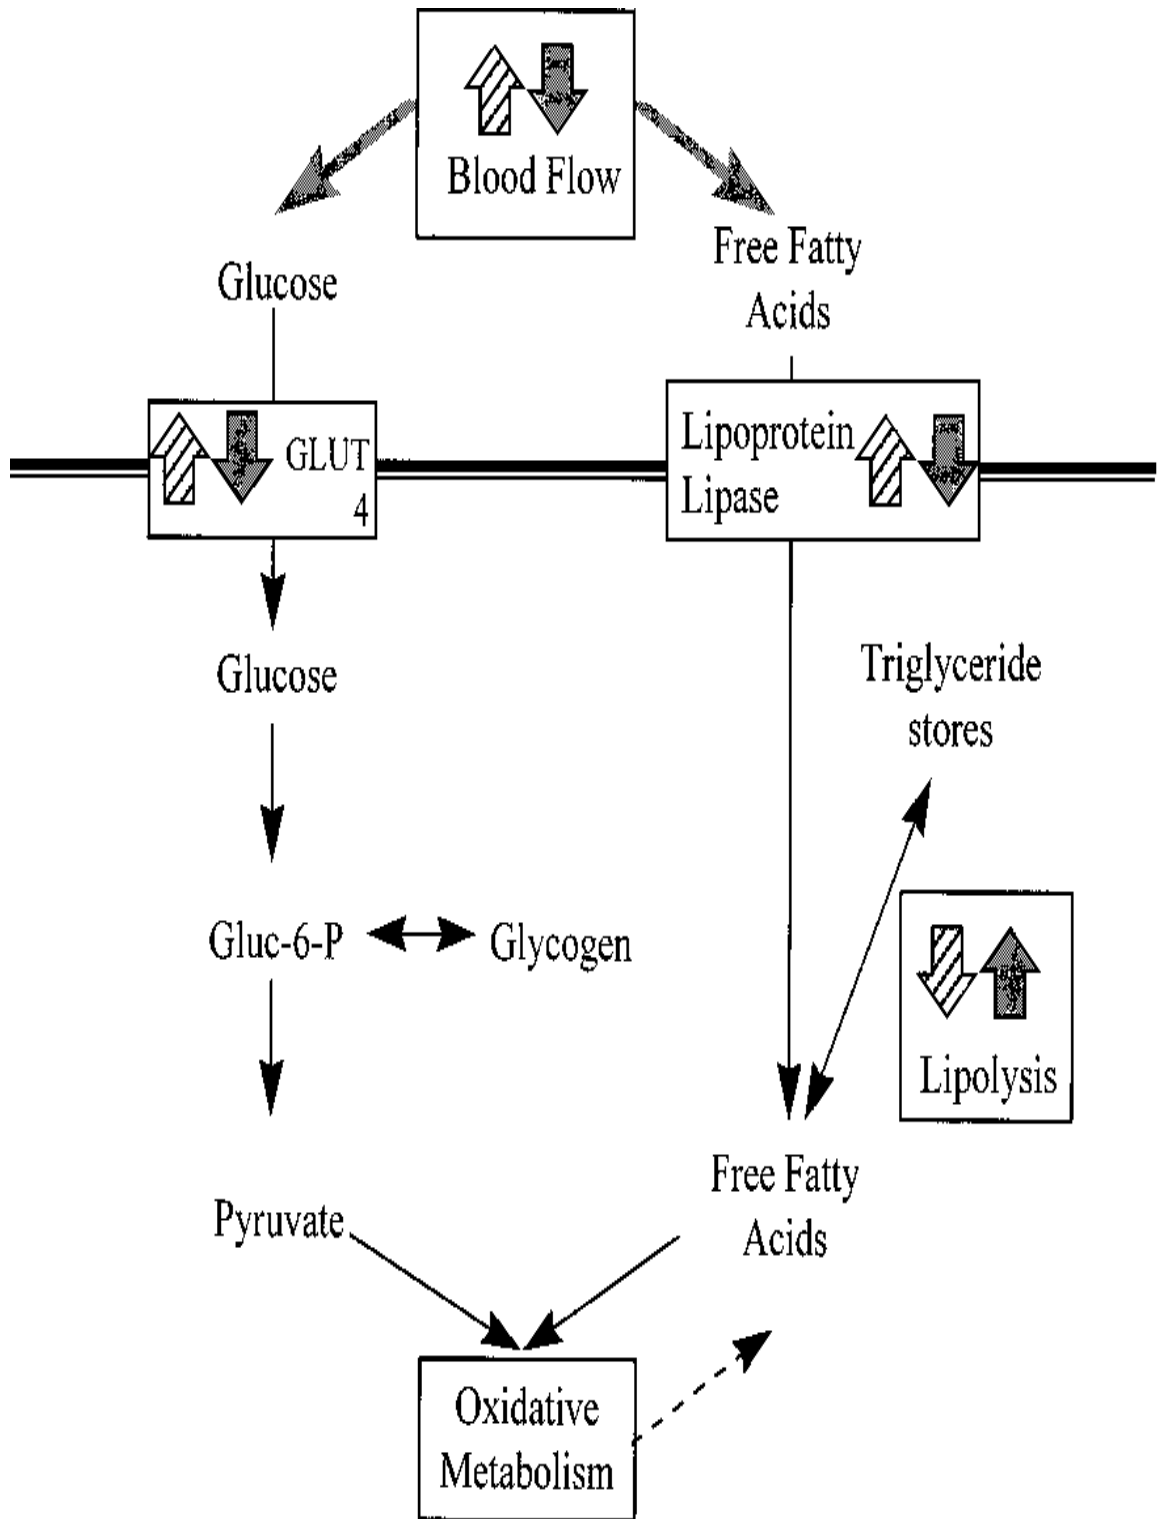 Blood Flow
Glucose
Free Fatty
Acids
GLUT
4
Lipoprotein
Lipase
Glucose
Triglyceride
stores
Gluc-6-P
Glycogen
Lipolysis
Pyruvate
Free Fatty
Acids
Oxidative
Metabolism